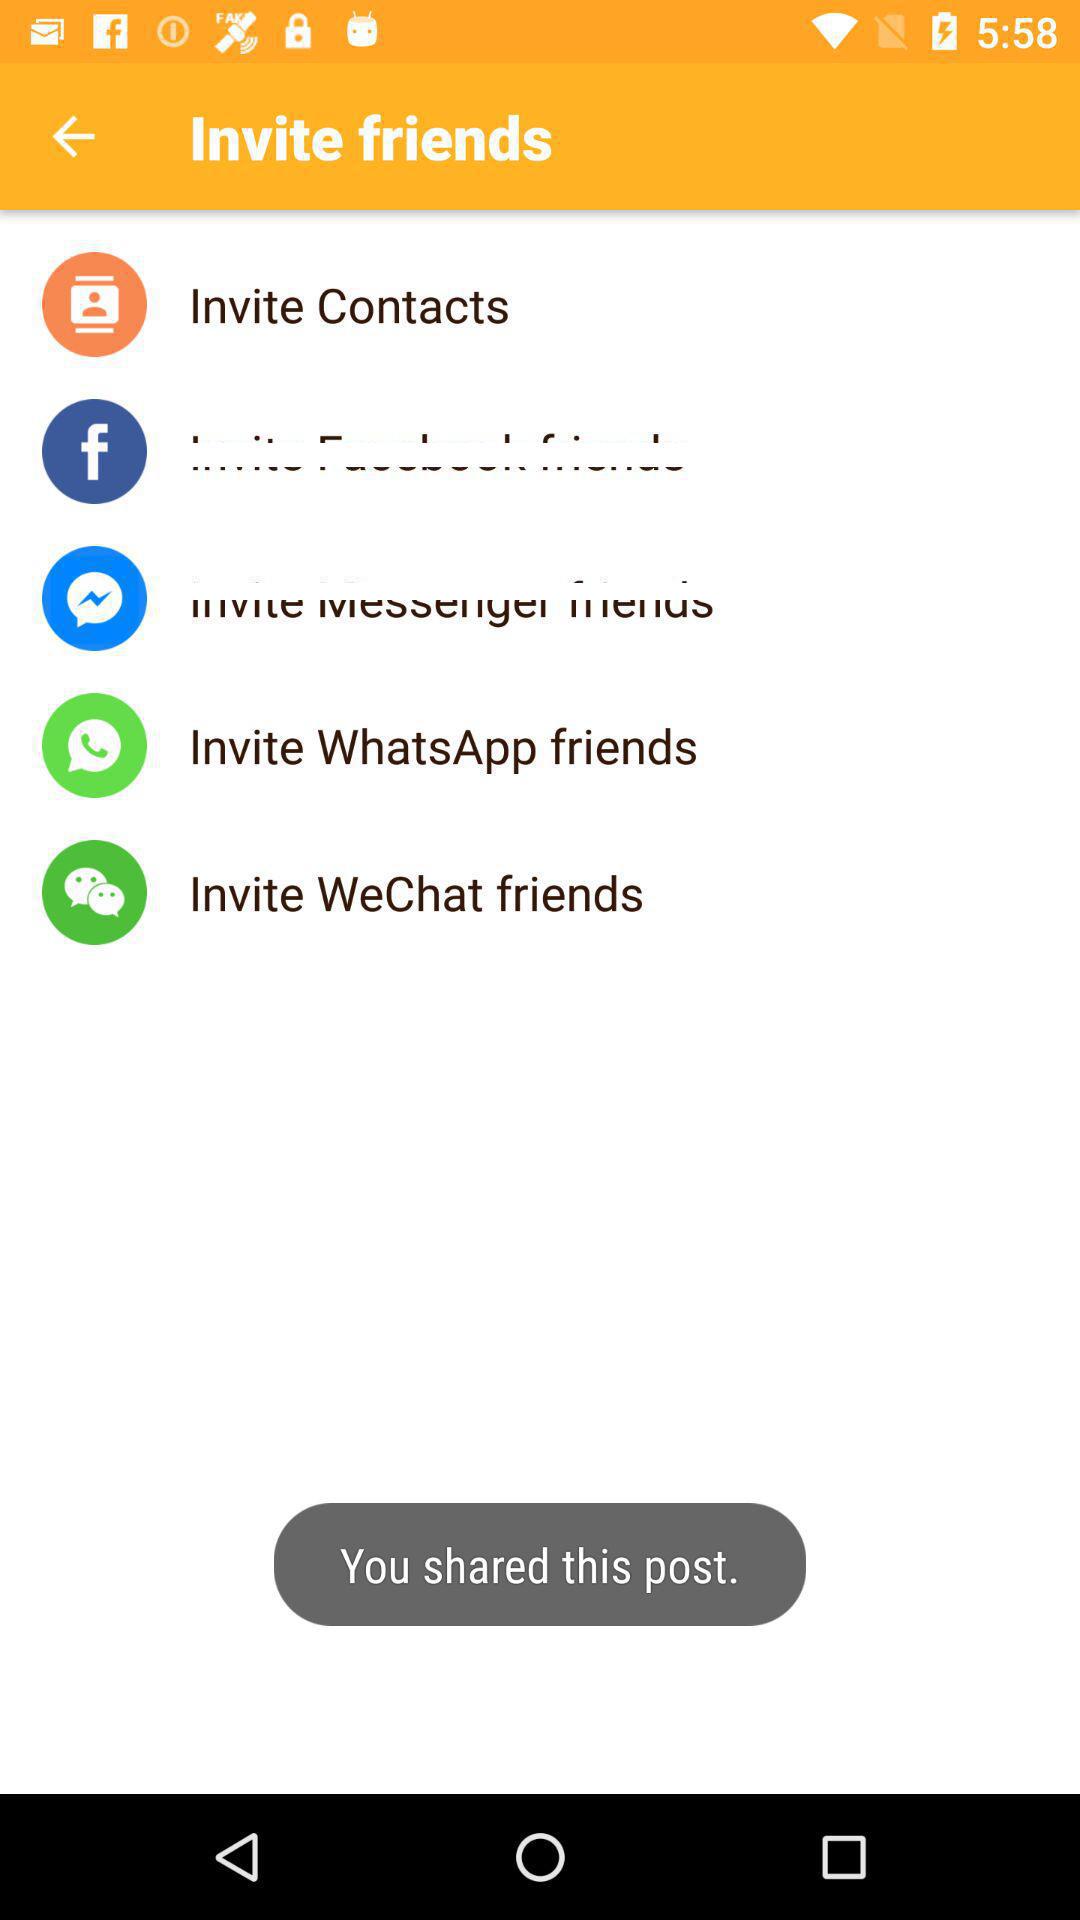 FAKE
5:58
Invite friends
Invite Contacts
Invite Facebook friends
Invite Messenger friends
Invite WhatsApp friends
Invite WeChat friends
You shared this post.